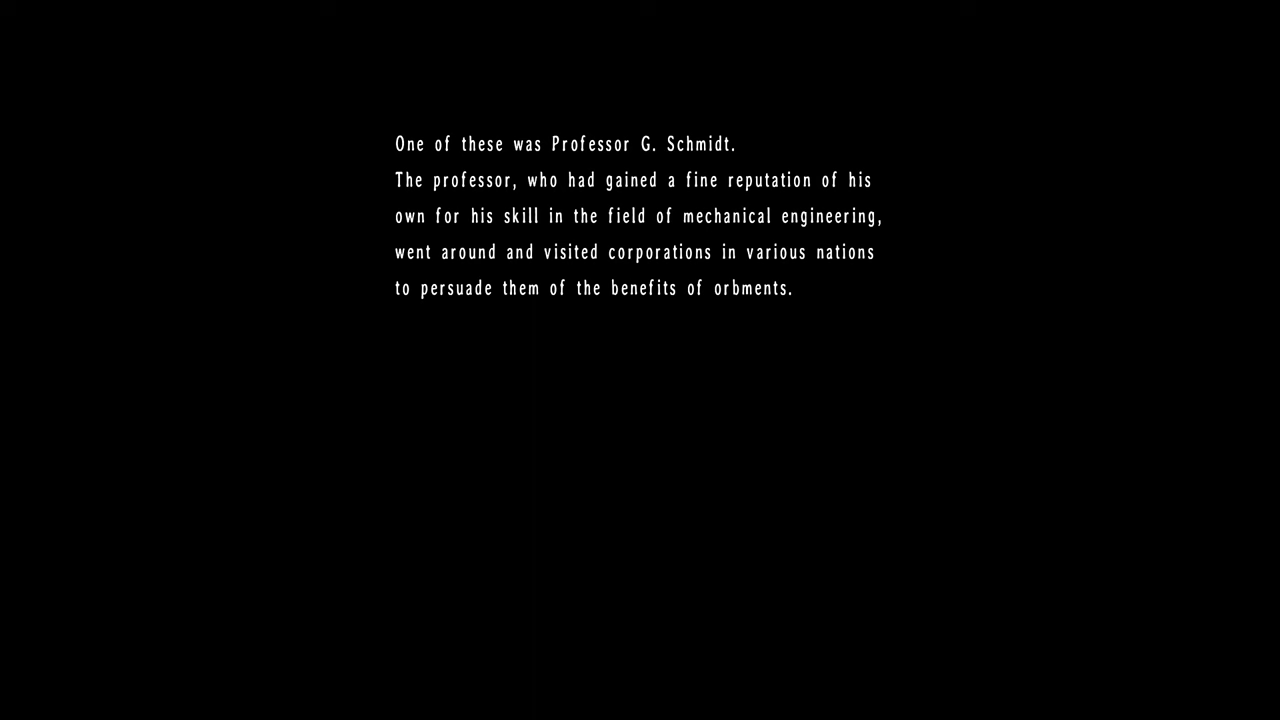 One of these was Professor G. Schmidt.
The professor, who had gained a fine reputation of his
own for his skill in the field of mechanical engineering,
went around and visited corporations in various nations
to persuade them of the benefits of orbments.